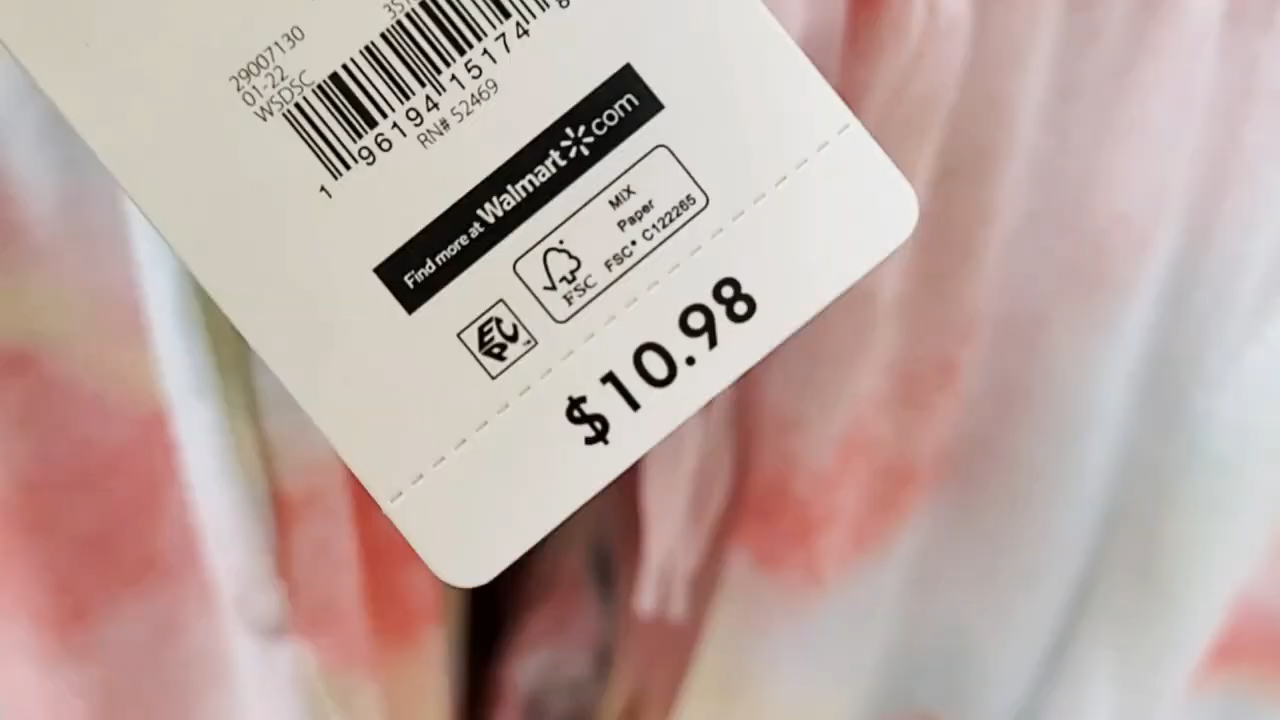 29007130
01-22
WSDSC
1 96194 15174
RN# 52469
Find more at Walmart com
MIX
Paper
FSC® C122265
FSC
EPC
$10.98